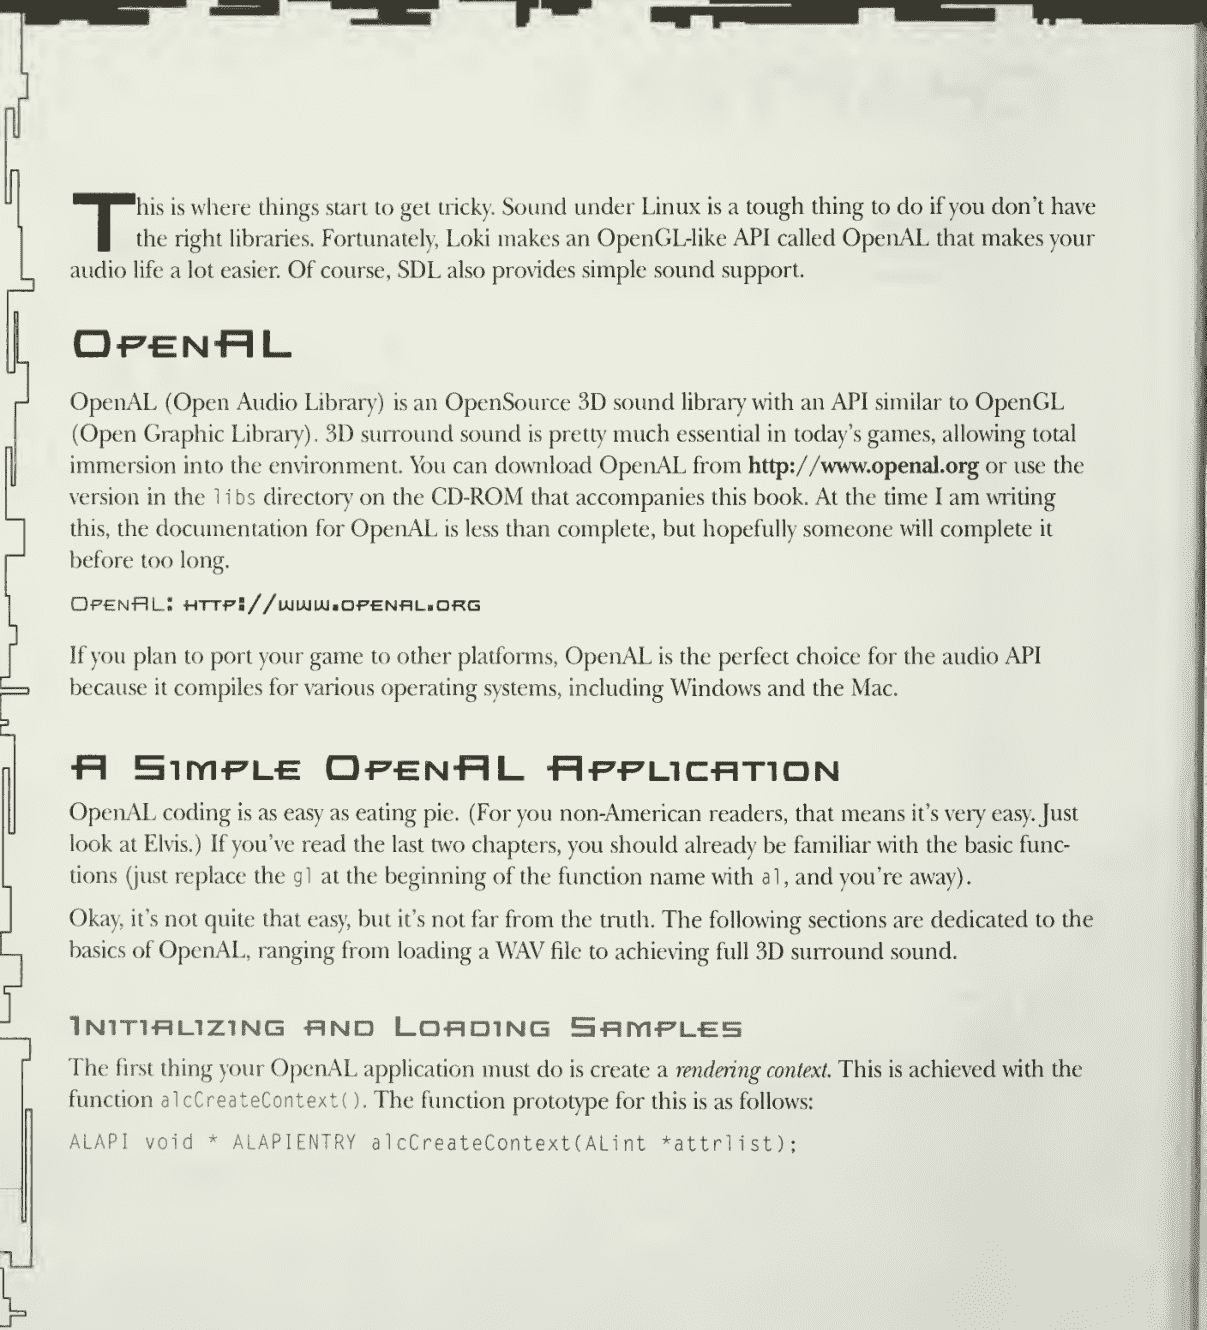 This is where things start to get tricky. Sound under Linux is a tough thing to do if you don't have
the right libraries. Fortunately, Loki makes an OpenGL-like API called OpenAL that makes your
audio life a lot easier. Of course, SDL also provides simple sound support.
OpenAL
OpenAL (Open Audio Library) is an OpenSource 3D sound library with an API similar to OpenGL
(Open Graphic Library). 3D surround sound is pretty much essential in today's games, allowing total
immersion into the environment. You can download OpenAL from http://www.openal.org or use the
version in the libs directory on the CD-ROM that accompanies this book. At the time I am writing
this, the documentation for OpenAL is less than complete, but hopefully someone will complete it
before too long.
OpenAL: http://www.openal.org
If you plan to port your game to other platforms, OpenAL is the perfect choice for the audio API
because it compiles for various operating systems, including Windows and the Mac.
A Simple OpenAL Application
OpenAL coding is as easy as eating pie. (For you non-American readers, that means it's very easy. Just
look at Elvis.) If you've read the last two chapters, you should already be familiar with the basic func-
tions (just replace the gl at the beginning of the function name with al, and you're away).
Okay, it's not quite that easy, but it's not far from the truth. The following sections are dedicated to the
basics of OpenAL, ranging from loading a WAV file to achieving full 3D surround sound.
Initializing and Loading Samples
The first thing your OpenAL application must do is create a rendering context. This is achieved with the
function alcCreateContext(). The function prototype for this is as follows:
ALAPI void * ALAPIENTRY alcCreateContext(ALint *attrlist);